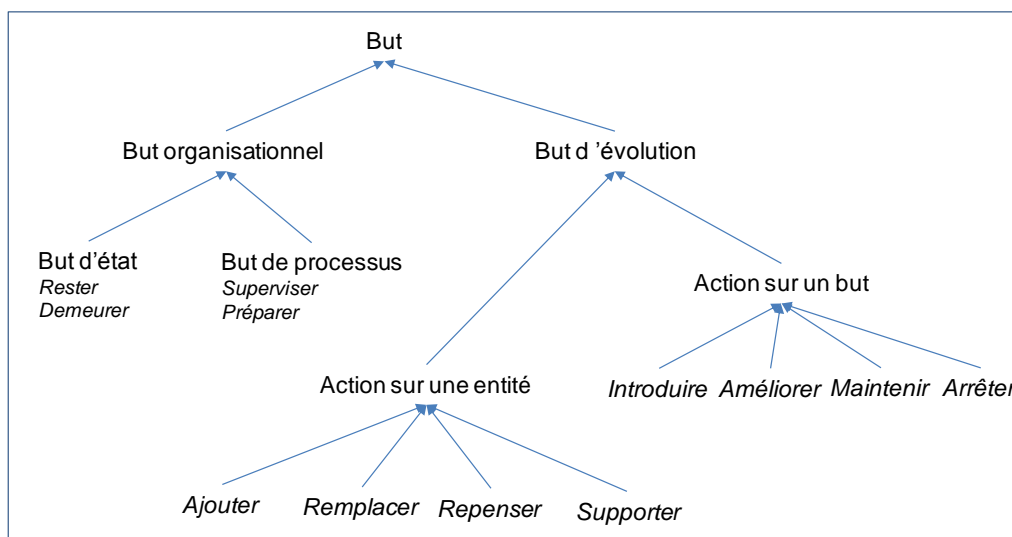 But
But organisationnel
But d ’évolution
But d’état
Rester
Demeurer
But de processus
Superviser
Préparer
Action sur un but
Introduire
Améliorer
Maintenir
Arrêter
Action sur une entité
Ajouter
Remplacer
Repenser
Supporter